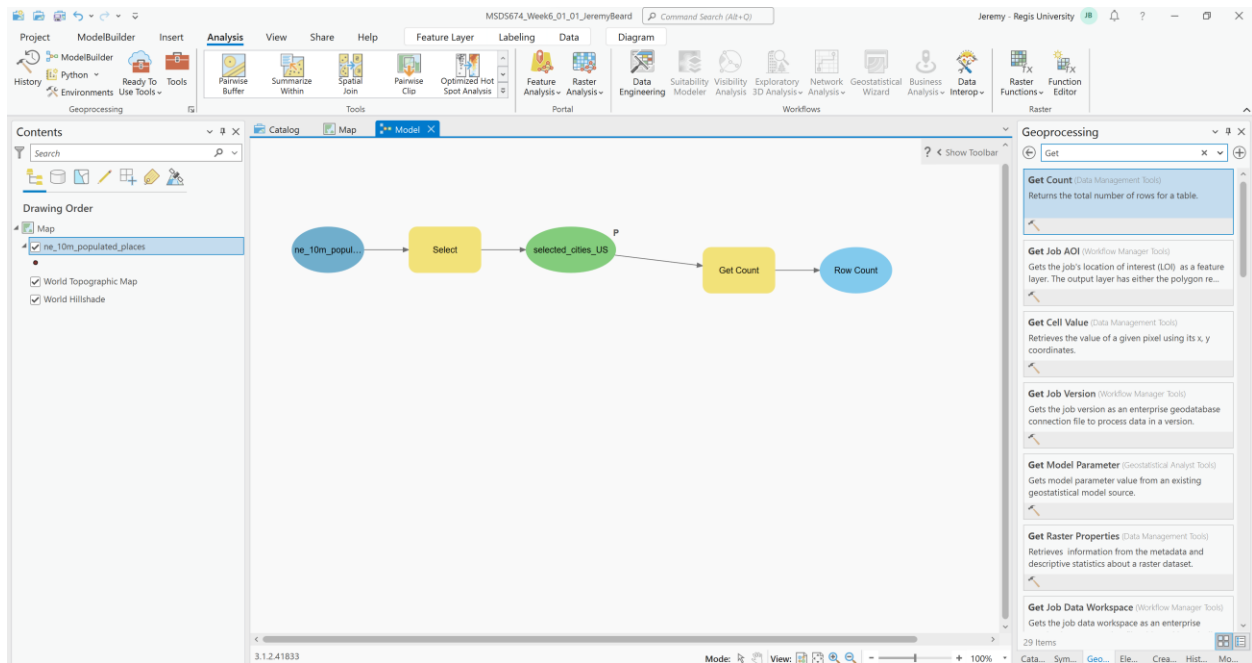 MSDS674_Week6_01_01_JeremyBeard
Command Search (Alt+Q)
Jeremy - Regis University
JB
?
Project
ModelBuilder
Insert
Analysis
View
Share
Help
Feature Layer
Labeling
Data
Diagram
History
ModelBuilder
Python
Environments
Ready To
Use Tools
Tools
Geoprocessing
Pairwise
Buffer
Summarize
Within
Spatial
Join
Pairwise
Clip
Optimized Hot
Spot Analysis
Tools
Feature
Analysis
Raster
Analysis
Portal
Data
Engineering
Suitability
Modeler
Visibility
Analysis
Exploratory
3D Analysis
Network
Analysis
Geostatistical
Wizard
Business
Analysis
Data
Interop
Workflows
Raster
Functions
Function
Editor
Raster
Contents
Search
Drawing Order
Map
ne_10m_populated_places
World Topographic Map
World Hillshade
Catalog
Map
Model
? < Show Toolbar
ne_10m_popul...
Select
selected_cities_US
P
Get Count
Row Count
3.1.2.41833
Mode:
View:
100%
Geoprocessing
Get
Get Count (Data Management Tools)
Returns the total number of rows for a table.
Get Job AOI (Workflow Manager Tools)
Gets the job's location of interest (LOI) as a feature
layer. The output layer has either the polygon re...
Get Cell Value (Data Management Tools)
Retrieves the value of a given pixel using its x, y
coordinates.
Get Job Version (Workflow Manager Tools)
Gets the job version as an enterprise geodatabase
connection file to process data in a version.
Get Model Parameter (Geostatistical Analyst Tools)
Gets model parameter value from an existing
geostatistical model source.
Get Raster Properties (Data Management Tools)
Retrieves information from the metadata and
descriptive statistics about a raster dataset.
Get Job Data Workspace (Workflow Manager Tools)
Gets the job data workspace as an enterprise
29 Items
Cata...
Sym...
Geo...
Ele...
Crea...
Hist...
Mo...